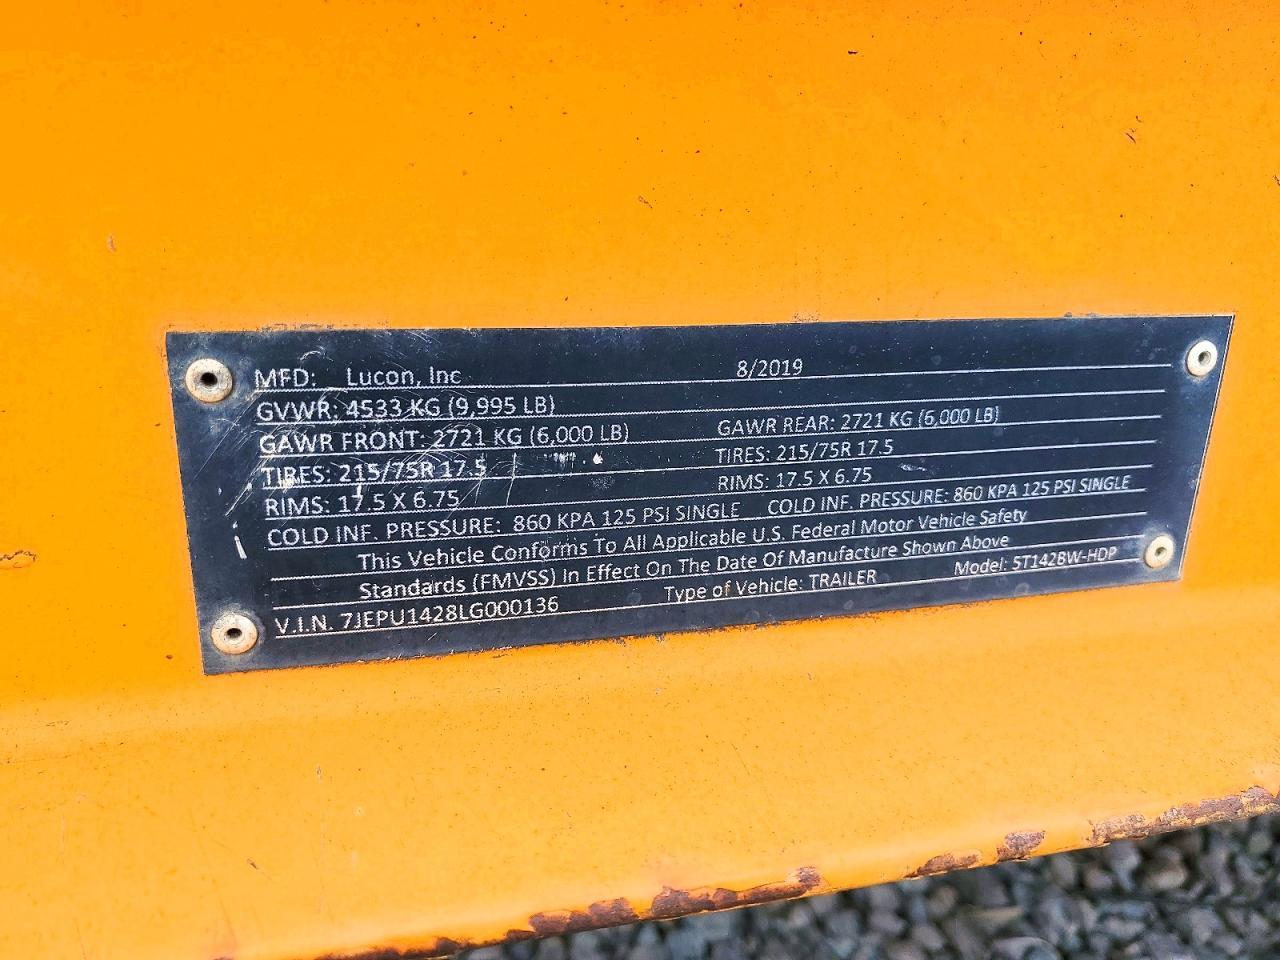 MFD: Lucon, Inc 8/2019
GVWR: 4533 KG (9,995 LB)
GAWR FRONT: 2721 KG (6,000 LB) GAWR REAR: 2721 KG (6,000 LB)
TIRES: 215/75R 17.5 TIRES: 215/75R 17.5
RIMS: 17.5 X 6.75 RIMS: 17.5 X 6.75
COLD INF. PRESSURE: 860 KPA 125 PSI SINGLE COLD INF. PRESSURE: 860 KPA 125 PSI SINGLE
This Vehicle Conforms To All Applicable U.S. Federal Motor Vehicle Safety
Standards (FMVSS) In Effect On The Date Of Manufacture Shown Above
V.I.N. 7JEPU1428LG000136 Type of Vehicle: TRAILER Model: 5T142BW-HDP